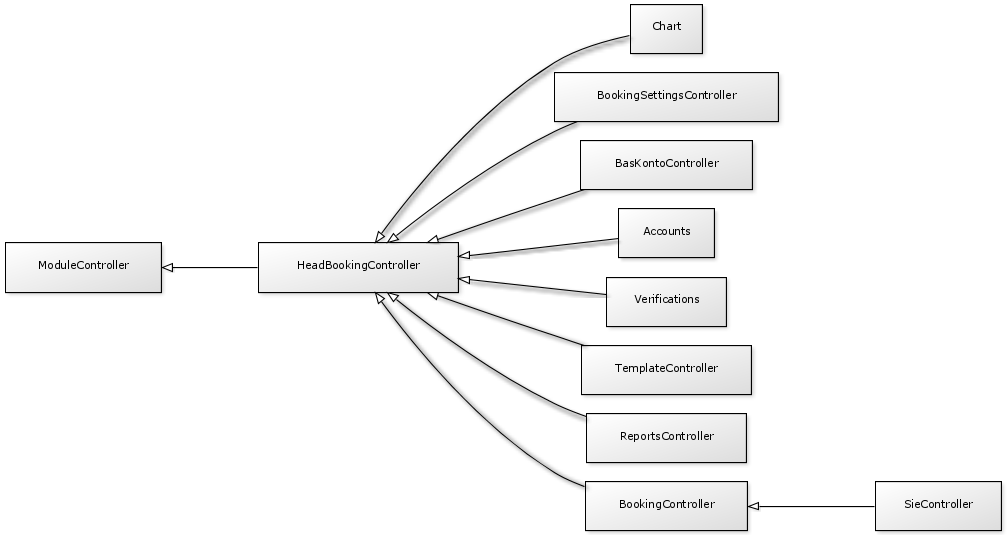 Chart
BookingSettingsController
BasKontoController
Accounts
ModuleController
HeadBookingController
Verifications
TemplateController
ReportsController
BookingController
SieController